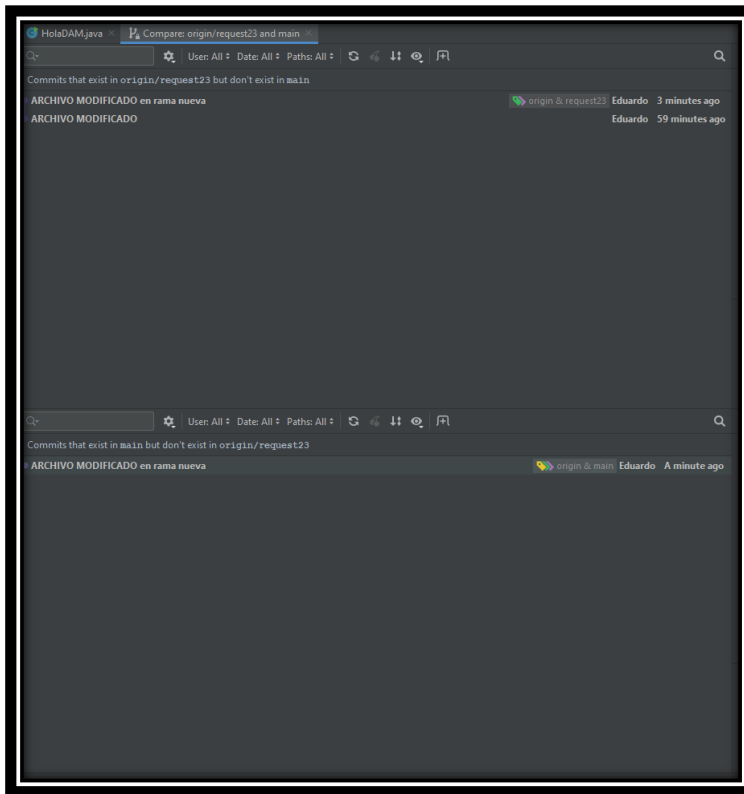 HolaDAM.java × Compare: origin/request23 and main ×
User: All Date: All Paths: All
Commits that exist in origin/request23 but don't exist in main
ARCHIVO MODIFICADO en rama nueva origin & request23 Eduardo 3 minutes ago
ARCHIVO MODIFICADO Eduardo 59 minutes ago
User: All Date: All Paths: All
Commits that exist in main but don't exist in origin/request23
ARCHIVO MODIFICADO en rama nueva origin & main Eduardo A minute ago